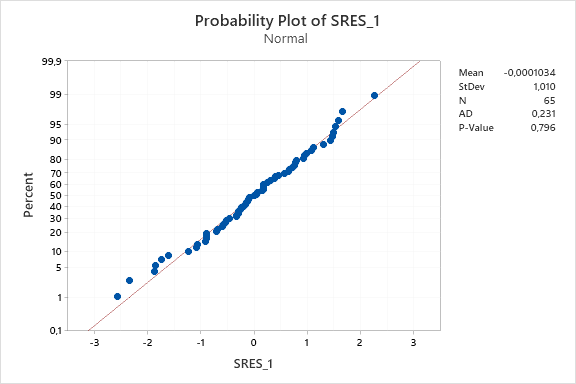 Probability Plot of SRES_1
Normal
99,9
99
95
90
80
70
60
50
40
30
20
10
5
1
0,1
Percent
-3 -2 -1 0 1 2 3
SRES_1
Mean -0,0001034
StDev 1,010
N 65
AD 0,231
P-Value 0,796